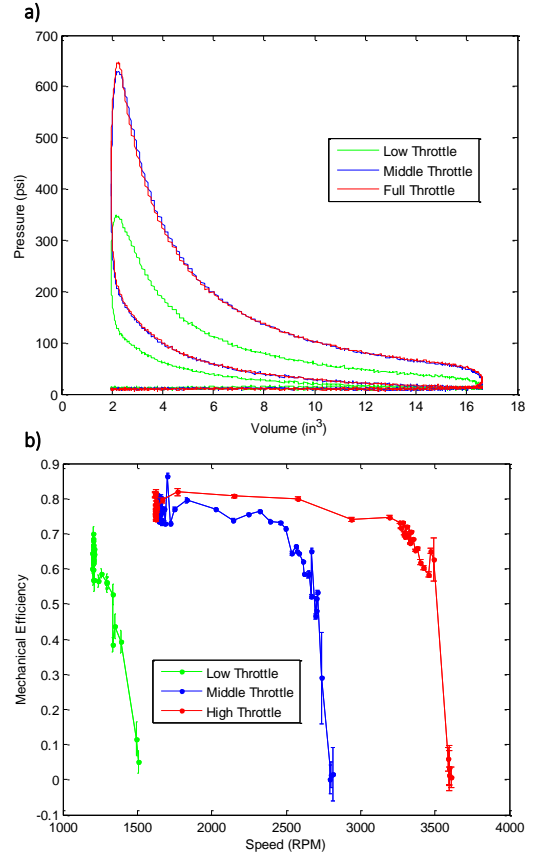 a)
700
600
500
400
300
200
100
0
Pressure (psi)
Low Throttle
Middle Throttle
Full Throttle
0 2 4 6 8 10 12 14 16 18
Volume (in3)
b)
0.9
0.8
0.7
0.6
0.5
0.4
0.3
0.2
0.1
0
-0.1
Mechanical Efficiency
Low Throttle
Middle Throttle
High Throttle
1000 1500 2000 2500 3000 3500 4000
Speed (RPM)